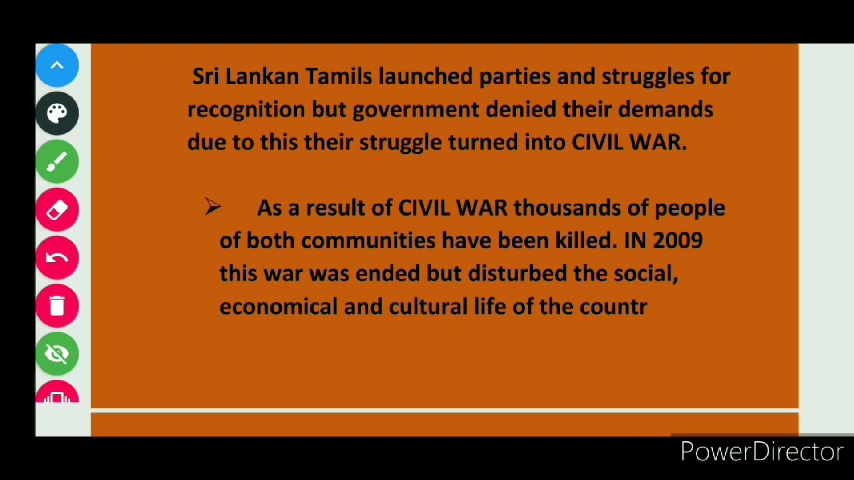 Sri Lankan Tamils launched parties and struggles for
recognition but government denied their demands
due to this their struggle turned into CIVIL WAR.
➢ As a result of CIVIL WAR thousands of people
of both communities have been killed. IN 2009
this war was ended but disturbed the social,
economical and cultural life of the countr
PowerDirector